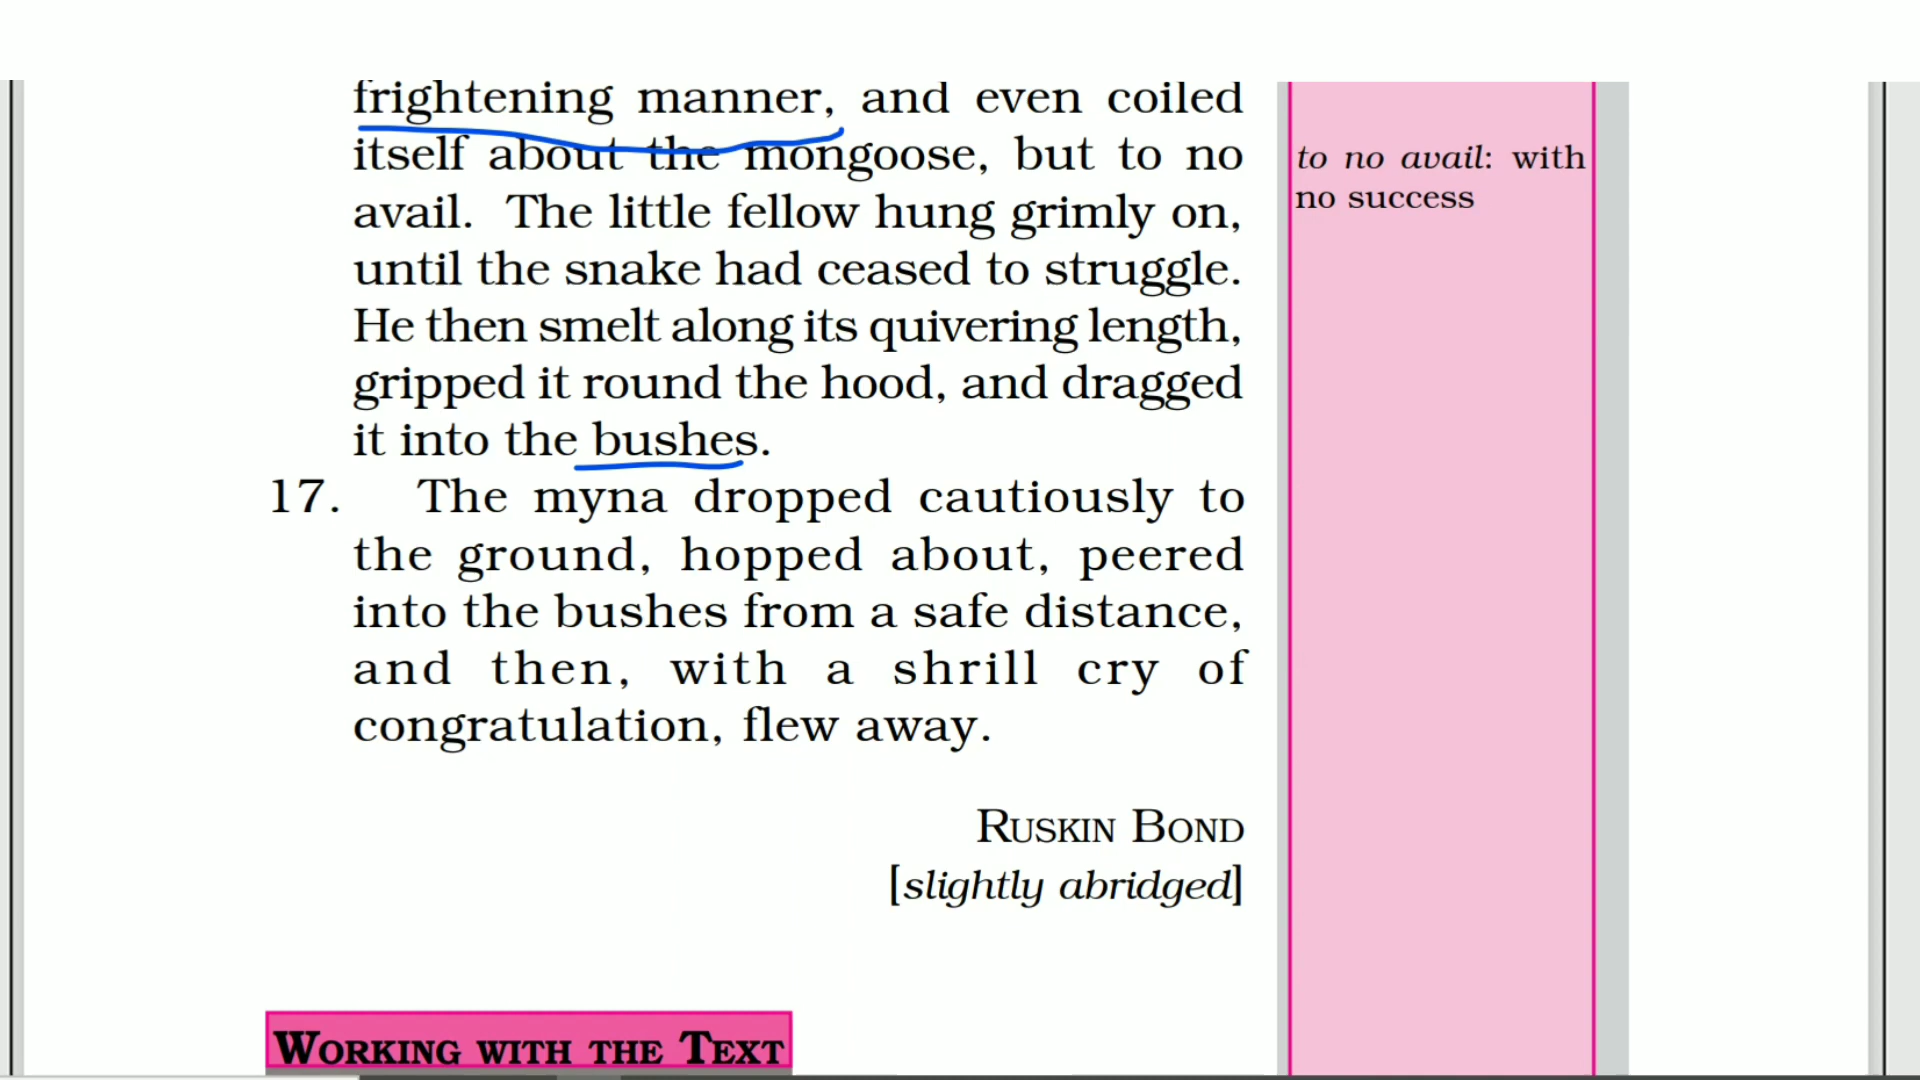 frightening manner, and even coiled
itself about the mongoose, but to no
avail. The little fellow hung grimly on,
until the snake had ceased to struggle.
He then smelt along its quivering length,
gripped it round the hood, and dragged
it into the bushes.
17. The myna dropped cautiously to
the ground, hopped about, peered
into the bushes from a safe distance,
and then, with a shrill cry of
congratulation, flew away.
RUSKIN BOND
[slightly abridged]
WORKING WITH THE TEXT
to no avail: with
no success